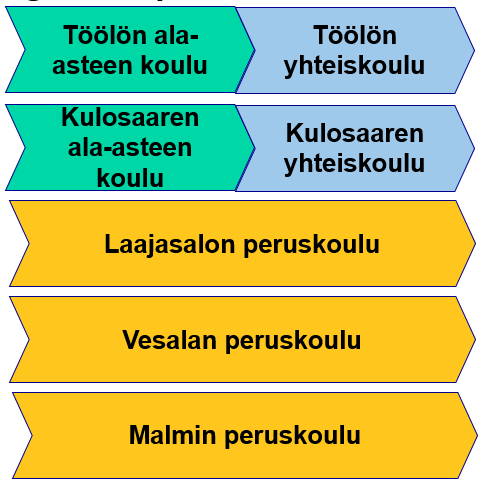 Töölön ala-
asteen koulu
Töölön
yhteiskoulu
Kulosaaren
ala-asteen
koulu
Kulosaaren
yhteiskoulu
Laajasalon peruskoulu
Vesalan peruskoulu
Malmin peruskoulu